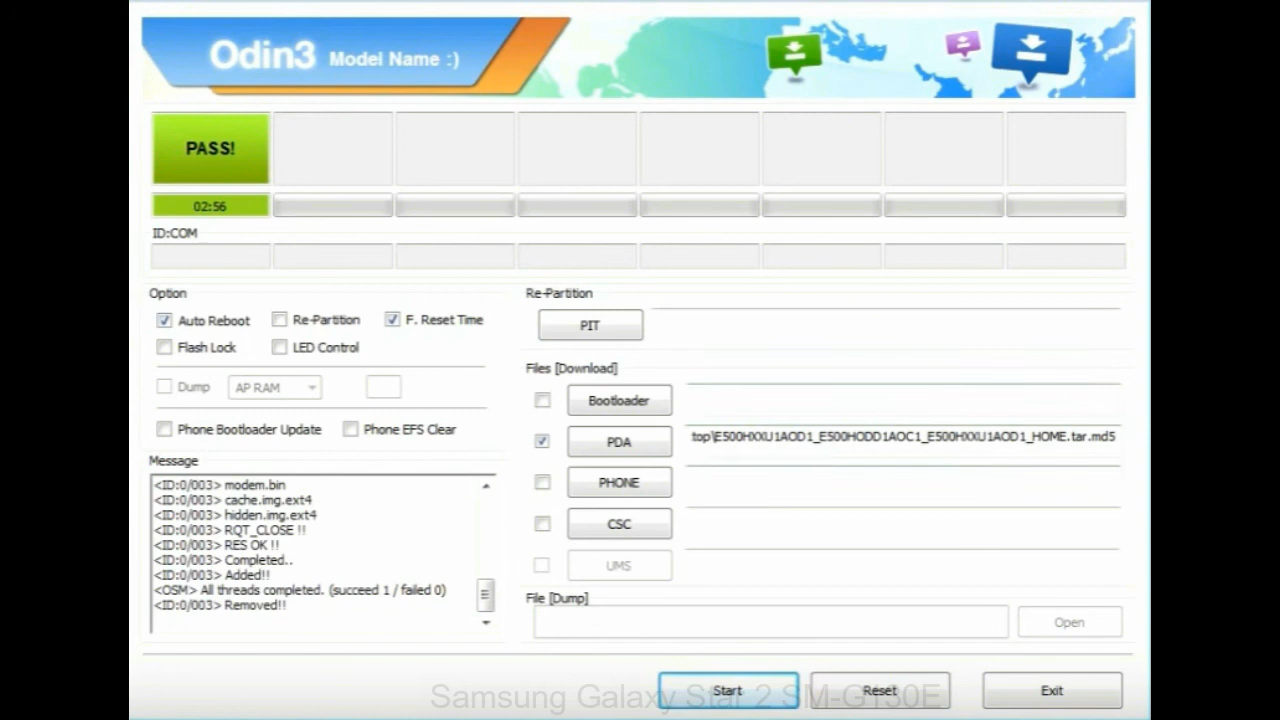 Odin3 Model Name :)
PASS!
02:56
ID:COM
Option
Auto Reboot Re-Partition F. Reset Time
Flash Lock LED Control
Dump AP RAM
Phone Bootloader Update Phone EFS Clear
Message
<ID:0/003> modem.bin
<ID:0/003> cache.img.ext4
<ID:0/003> hidden.img.ext4
<ID:0/003> RQT_CLOSE !!
<ID:0/003> RES OK !!
<ID:0/003> Completed..
<ID:0/003> Added!!
<OSM> All threads completed. (succeed 1 / failed 0)
<ID:0/003> Removed!!
Re-Partition
PIT
Files [Download]
Bootloader
PDA top\E500HXXU1AOD1_E500HODD1AOC1_E500HXXU1AOD1_HOME.tar.md5
PHONE
CSC
UMS
File [Dump]
Open
Start Reset Exit
Samsung Galaxy Star 2 SM-G130E